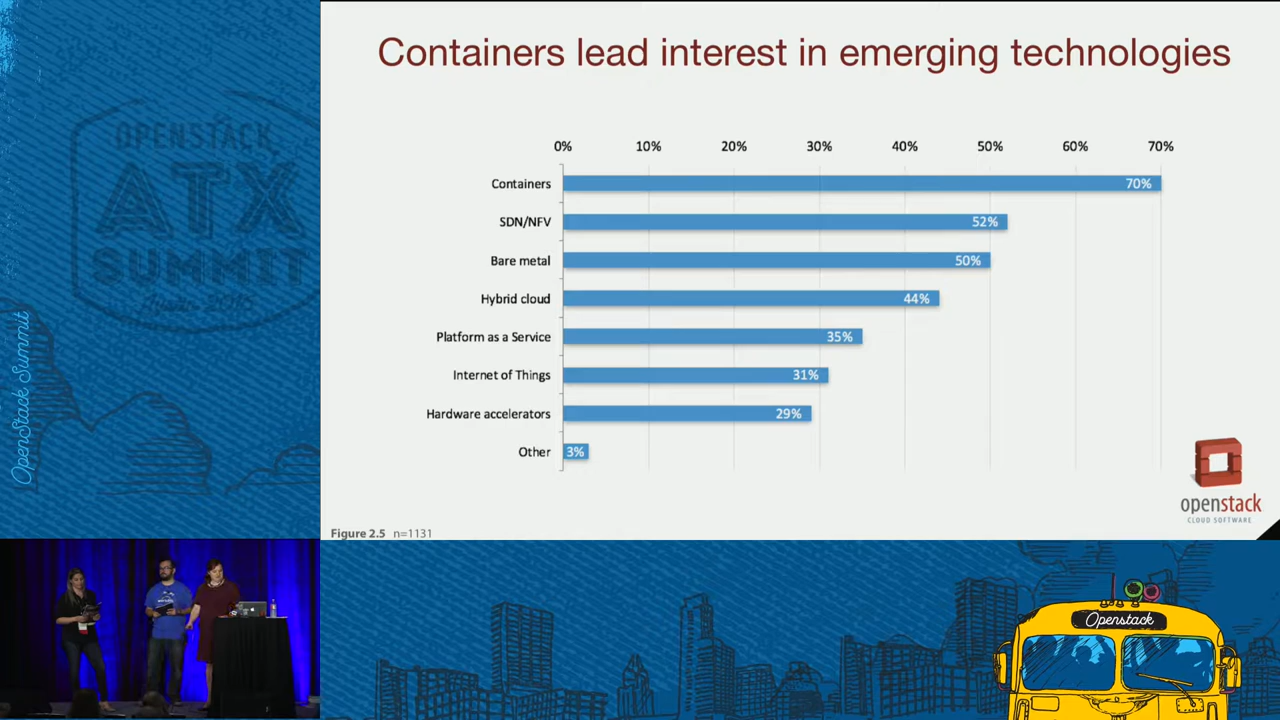 Containers lead interest in emerging technologies
0% 10% 20% 30% 40% 50% 60% 70%
Containers 70%
SDN/NFV 52%
Bare metal 50%
Hybrid cloud 44%
Platform as a Service 35%
Internet of Things 31%
Hardware accelerators 29%
Other 3%
Figure 2.5 n=1131
openstack
CLOUD SOFTWARE
OPENSTACK
ATX
SUMMIT
Austin
OpenStack Summit
Openstack